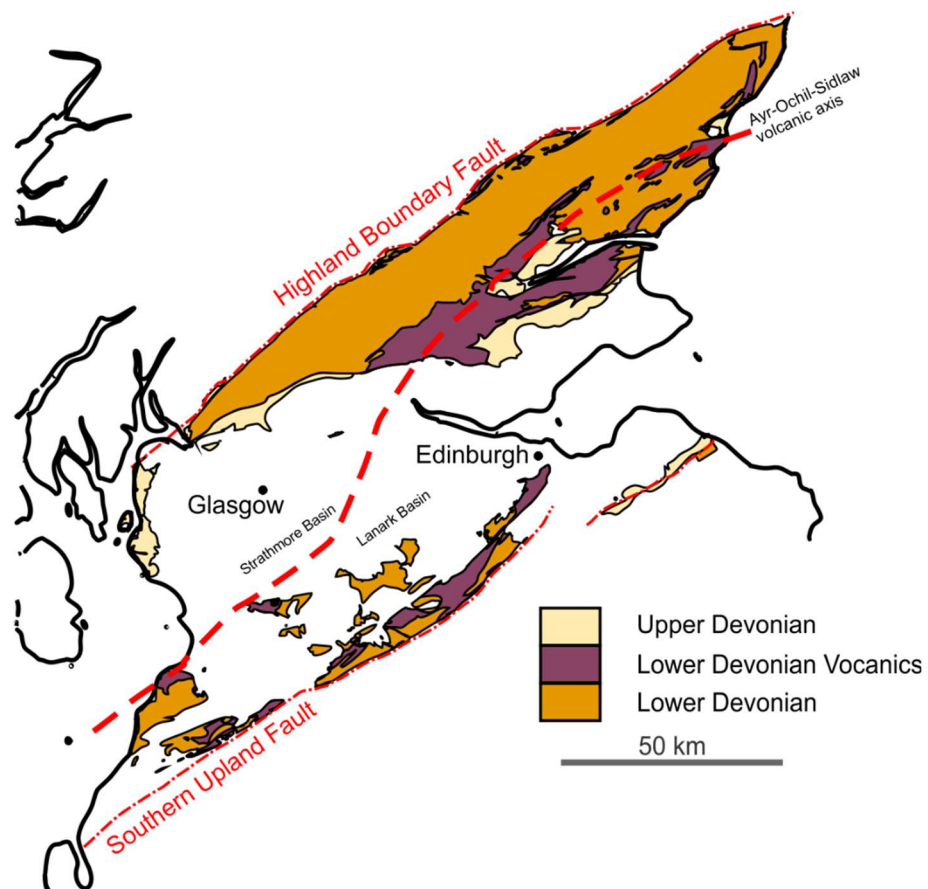 Ayr-Ochil-Sidlaw
volcanic axis
Highland Boundary Fault
Edinburgh
Glasgow
Strathmore Basin
Lanark Basin
Southern Upland Fault
Upper Devonian
Lower Devonian Vocanics
Lower Devonian
50 km